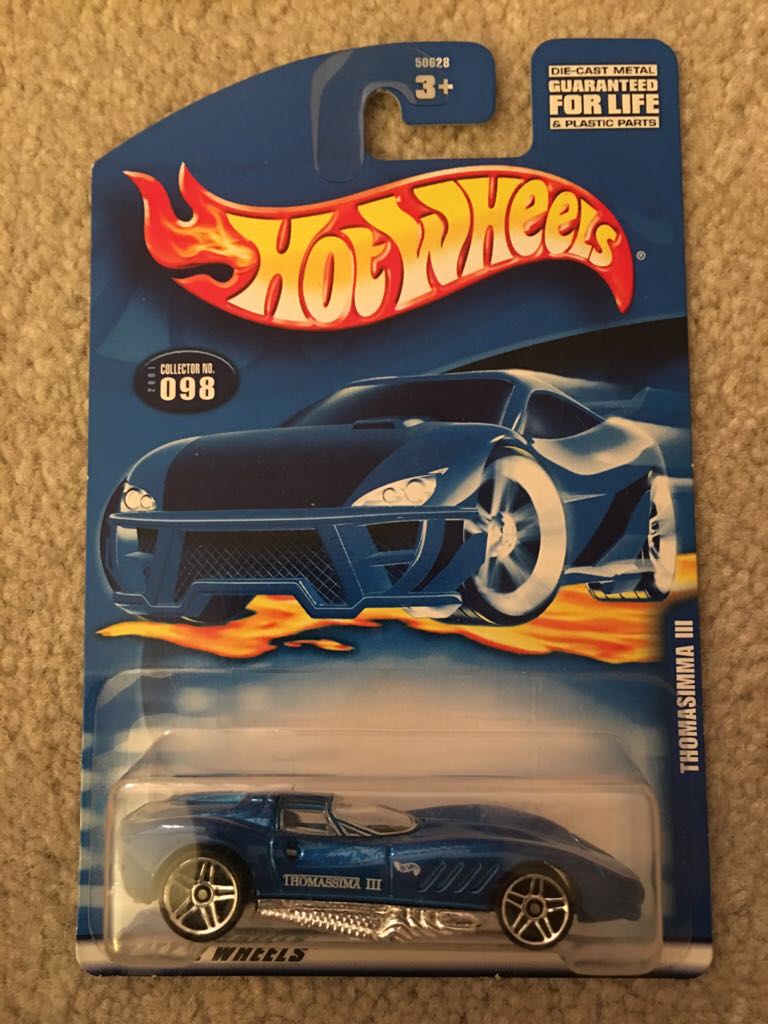 50628
3+
DIE-CAST METAL
GUARANTEED
FOR LIFE
& PLASTIC PARTS
HOT WHEELS ®
2001
COLLECTOR NO.
098
THOMASIMMA III
THOMASSIMA III
WHEELS